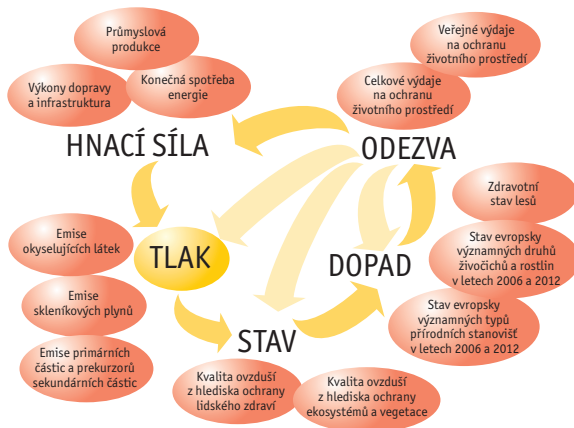 Průmyslová
produkce
Výkony dopravy
a infrastruktura
Konečná spotřeba
energie
HNACÍ SÍLA
Veřejné výdaje
na ochranu
životního prostředí
Celkové výdaje
na ochranu
životního prostředí
ODEZVA
Emise
okyselujících látek
Emise
skleníkových plynů
Emise primárních
částic a prekurzorů
sekundárních částic
TLAK
Zdravotní
stav lesů
Stav evropsky
významných druhů
živočichů a rostlin
v letech 2006 a 2012
Stav evropsky
významných typů
přírodních stanovišť
v letech 2006 a 2012
DOPAD
STAV
Kvalita ovzduší
z hlediska ochrany
lidského zdraví
Kvalita ovzduší
z hlediska ochrany
ekosystémů a vegetace